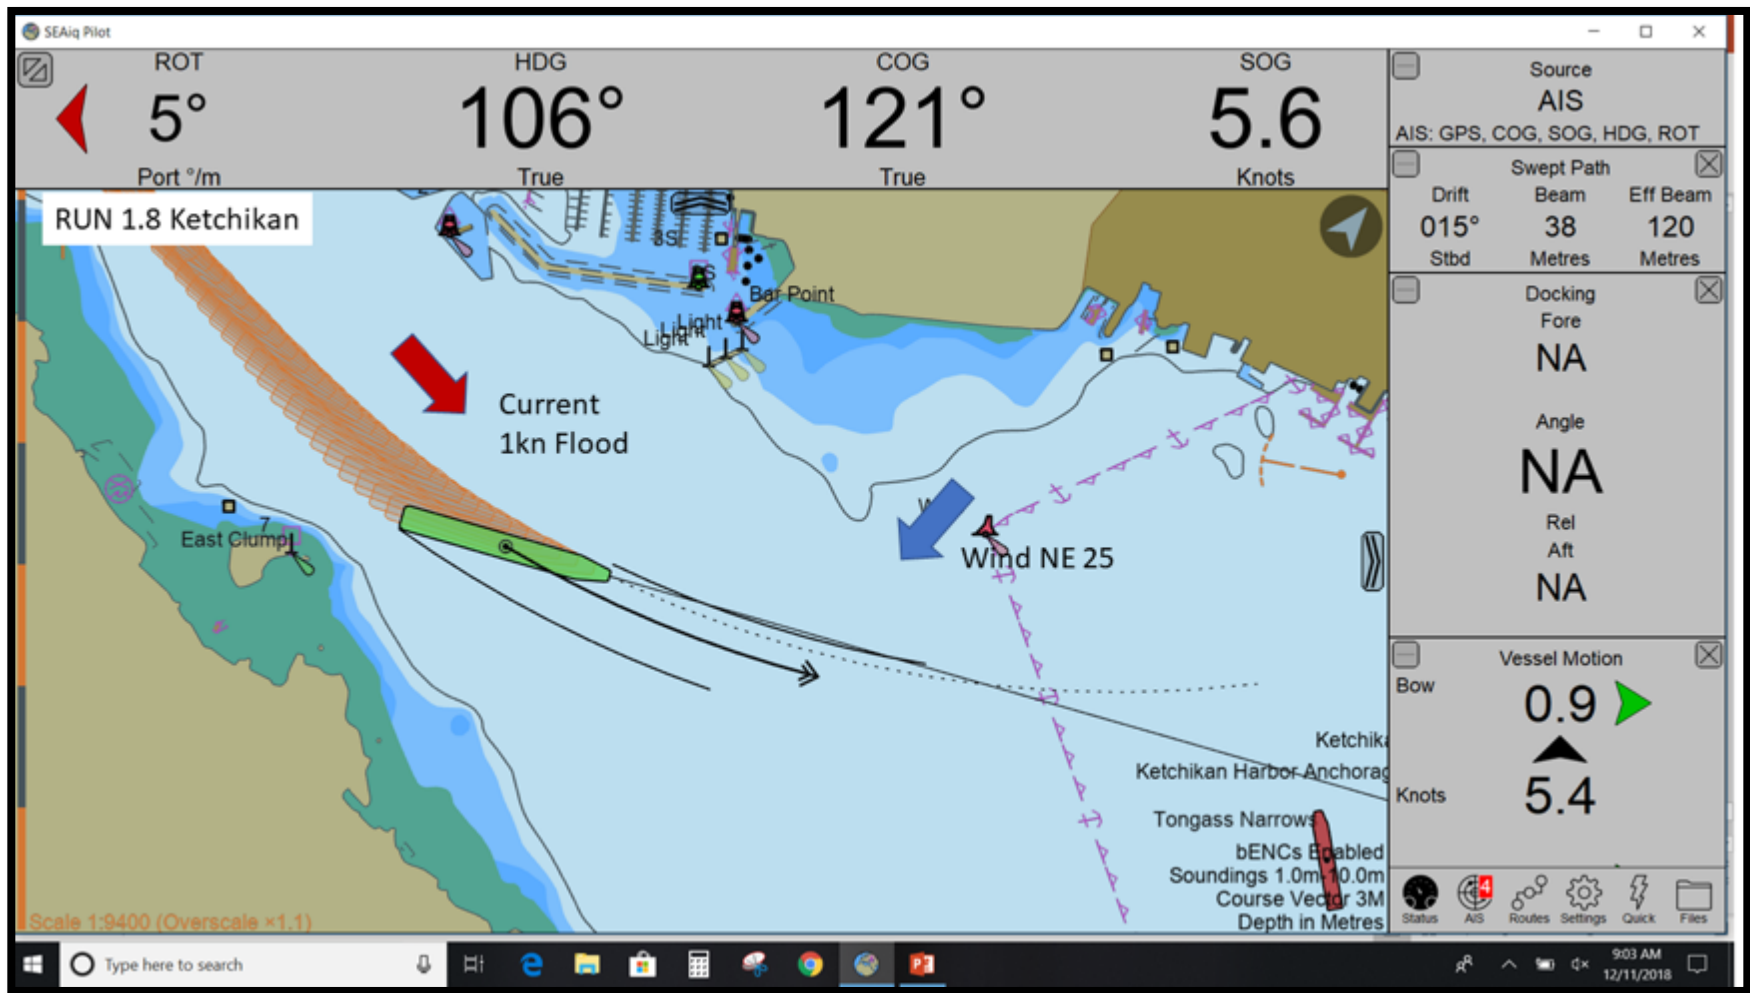 SEAiq Pilot
ROT
HDG
COG
SOG
5°
106°
121°
5.6
Port °/m
True
True
Knots
Source
AIS
AIS: GPS, COG, SOG, HDG, ROT
Swept Path
Drift
Beam
Eff Beam
015°
38
120
Stbd
Metres
Metres
Docking
Fore
NA
Angle
NA
Rel
Aft
NA
Vessel Motion
Bow
0.9
Knots
5.4
4
Status
AIS
Routes
Settings
Quick
Files
RUN 1.8 Ketchikan
3S
Bar Point
Light
Light
Current
1kn Flood
7
East Clump
Wind NE 25
Ketchika
Ketchikan Harbor Anchorag
Tongass Narrows
bENCs Enabled
Soundings 1.0m-10.0m
Course Vector 3M
Depth in Metres
Scale 1:9400 (Overscale ×1.1)
Type here to search
9:03 AM
12/11/2018